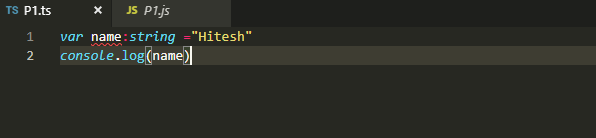 TS P1.ts × JS P1.js
1 var name:string ="Hitesh"
2 console.log(name)